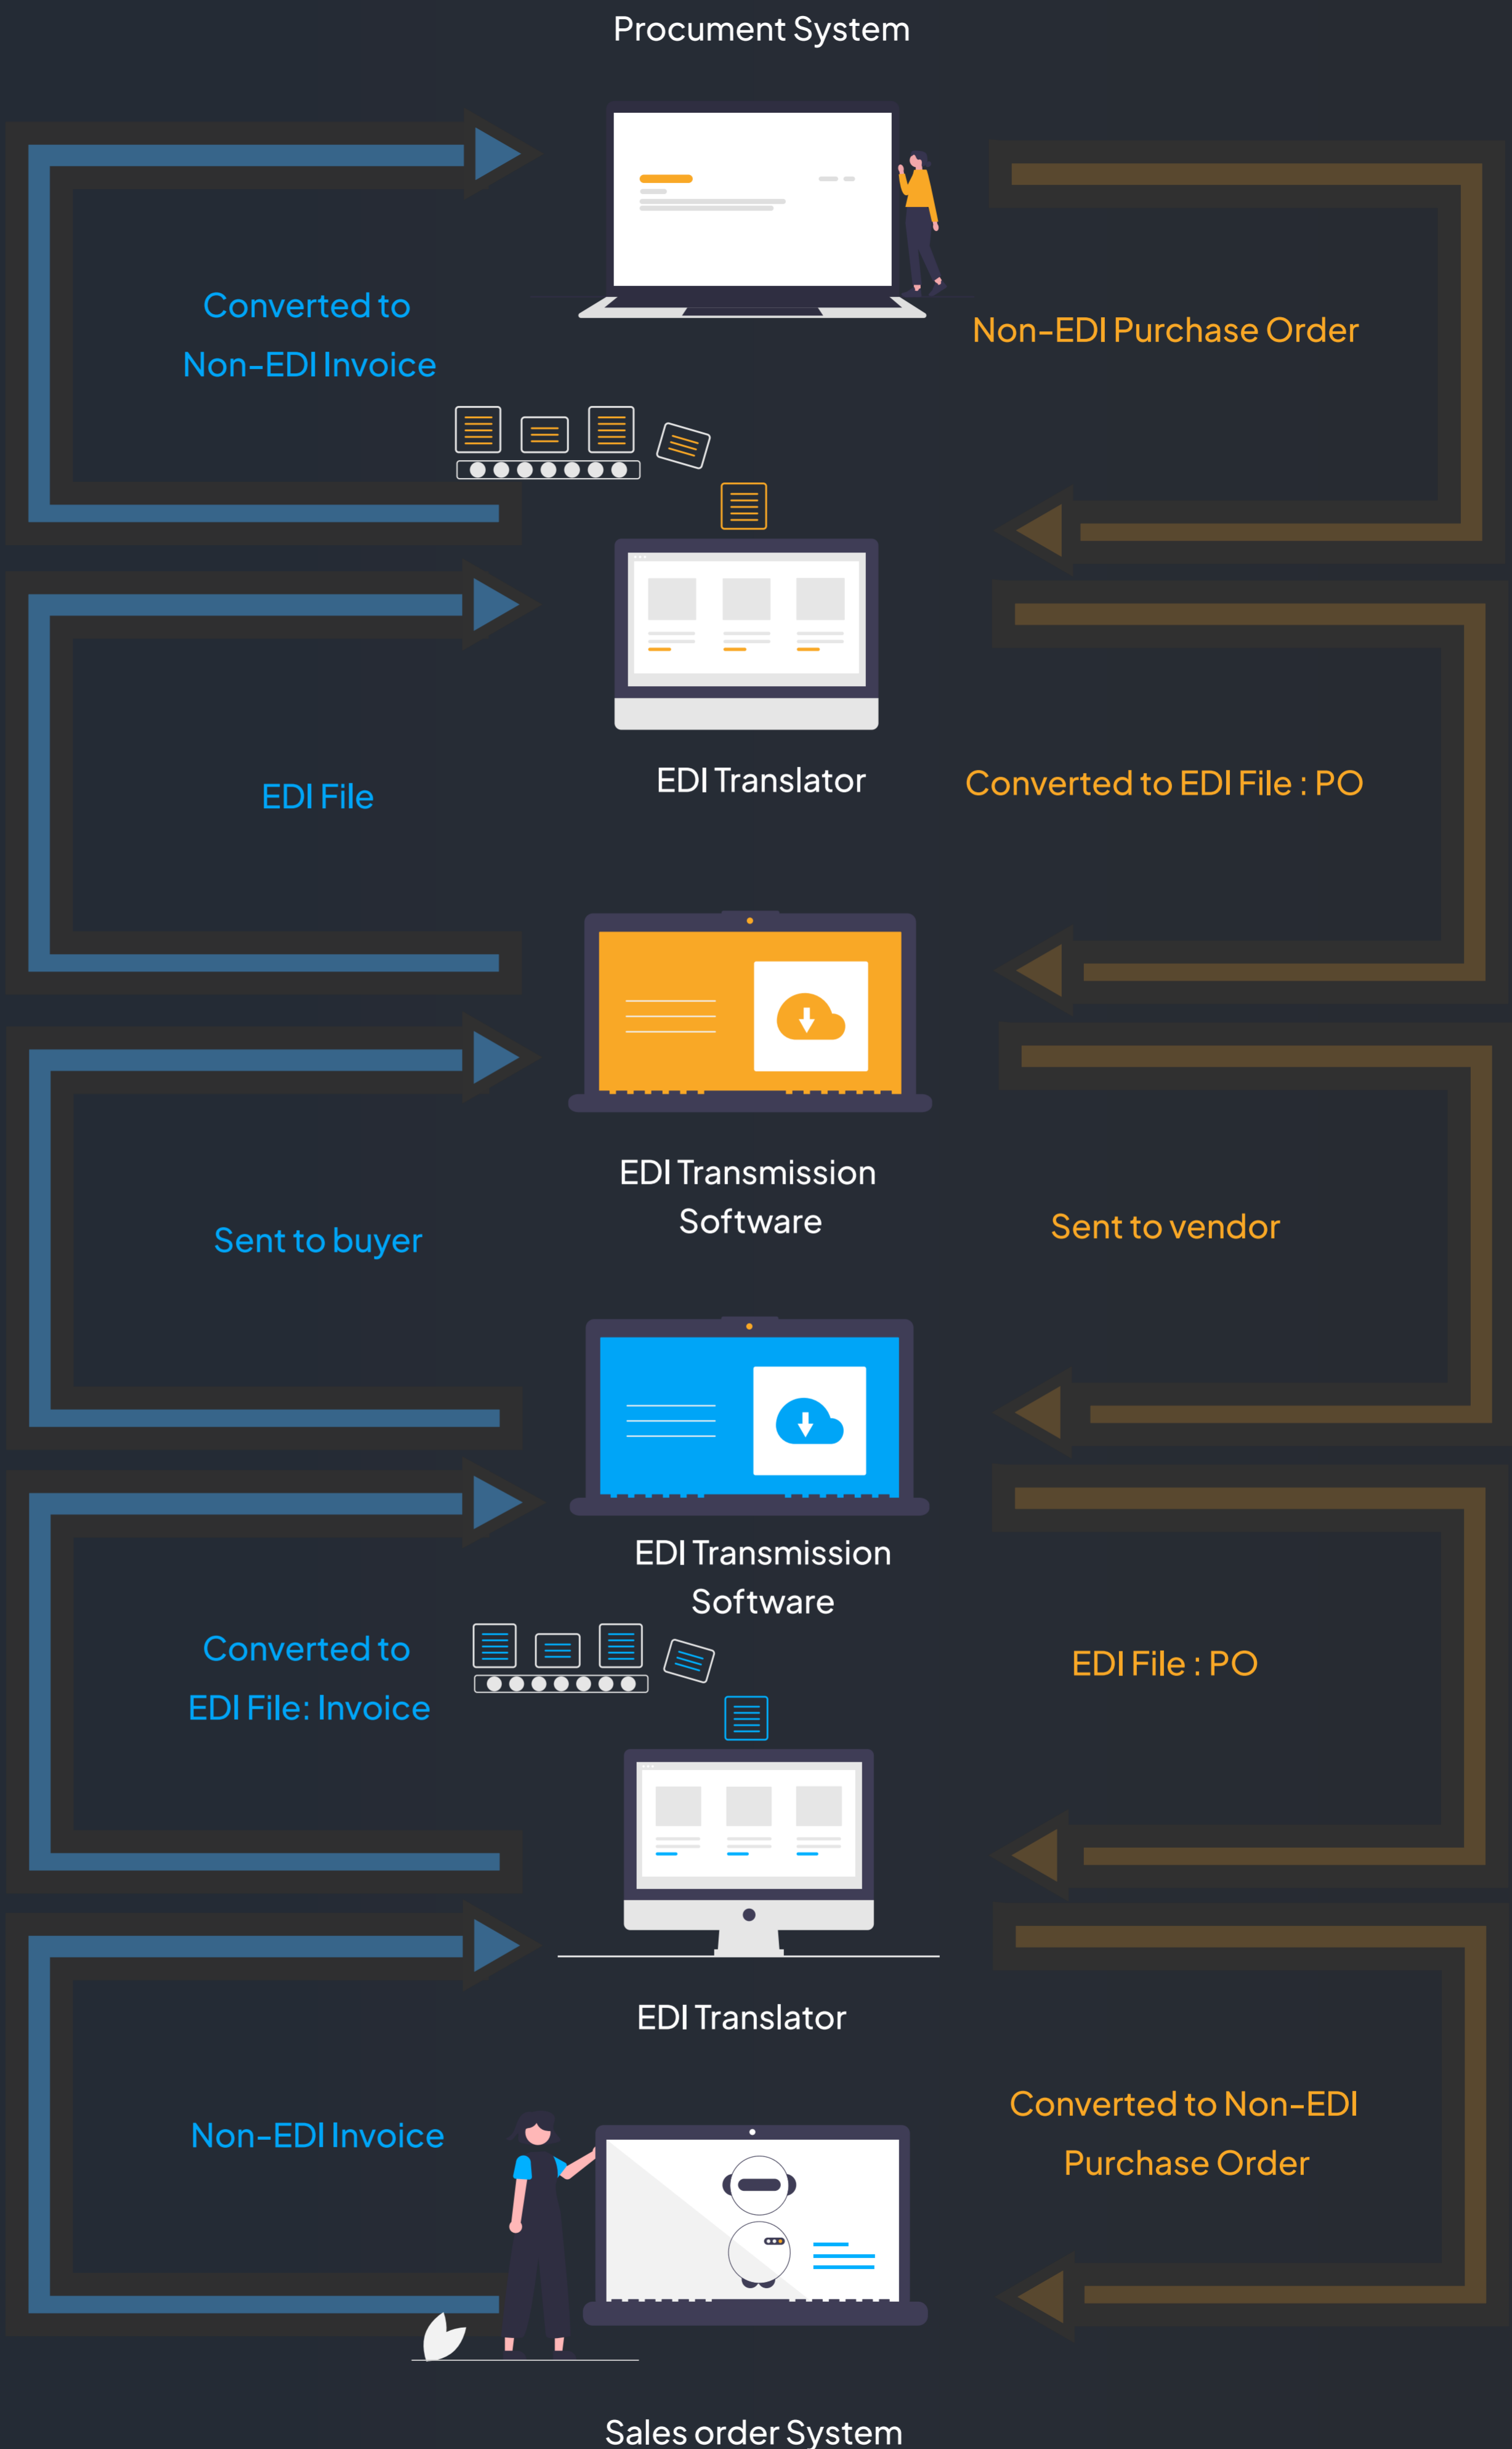 Procument System
Converted to
Non-EDI Invoice
Non-EDI Purchase Order
EDI Translator
EDI File
Converted to EDI File : PO
EDI Transmission
Software
Sent to buyer
Sent to vendor
EDI Transmission
Software
Converted to
EDI File: Invoice
EDI File : PO
EDI Translator
Non-EDI Invoice
Converted to Non-EDI
Purchase Order
Sales order System